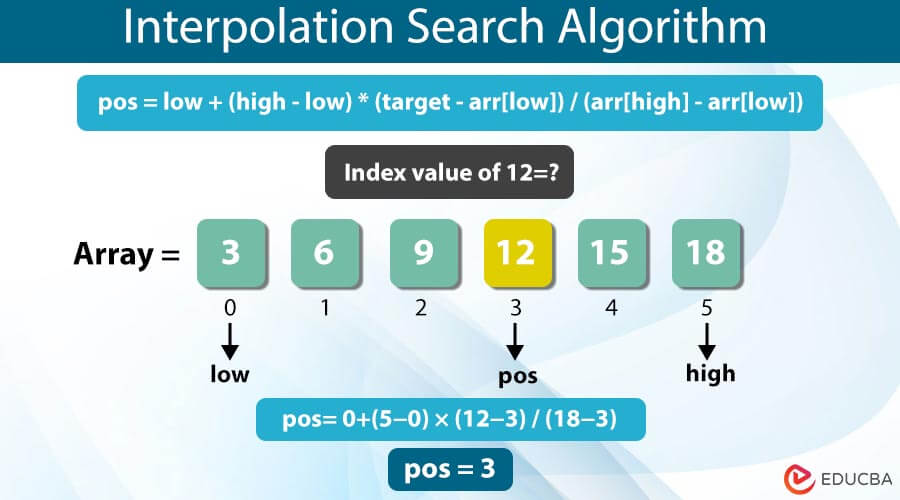 Interpolation Search Algorithm
pos = low + (high - low) * (target - arr[low]) / (arr[high] - arr[low])
Index value of 12=?
Array = 3 6 9 12 15 18
0 1 2 3 4 5
low pos high
pos= 0+(5–0) × (12–3) / (18–3)
pos = 3
EDUCBA